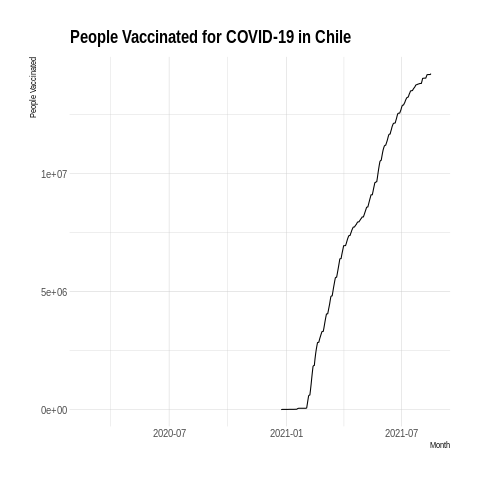 People Vaccinated for COVID-19 in Chile
People Vaccinated
1e+07
5e+06
0e+00
2020-07 2021-01 2021-07
Month